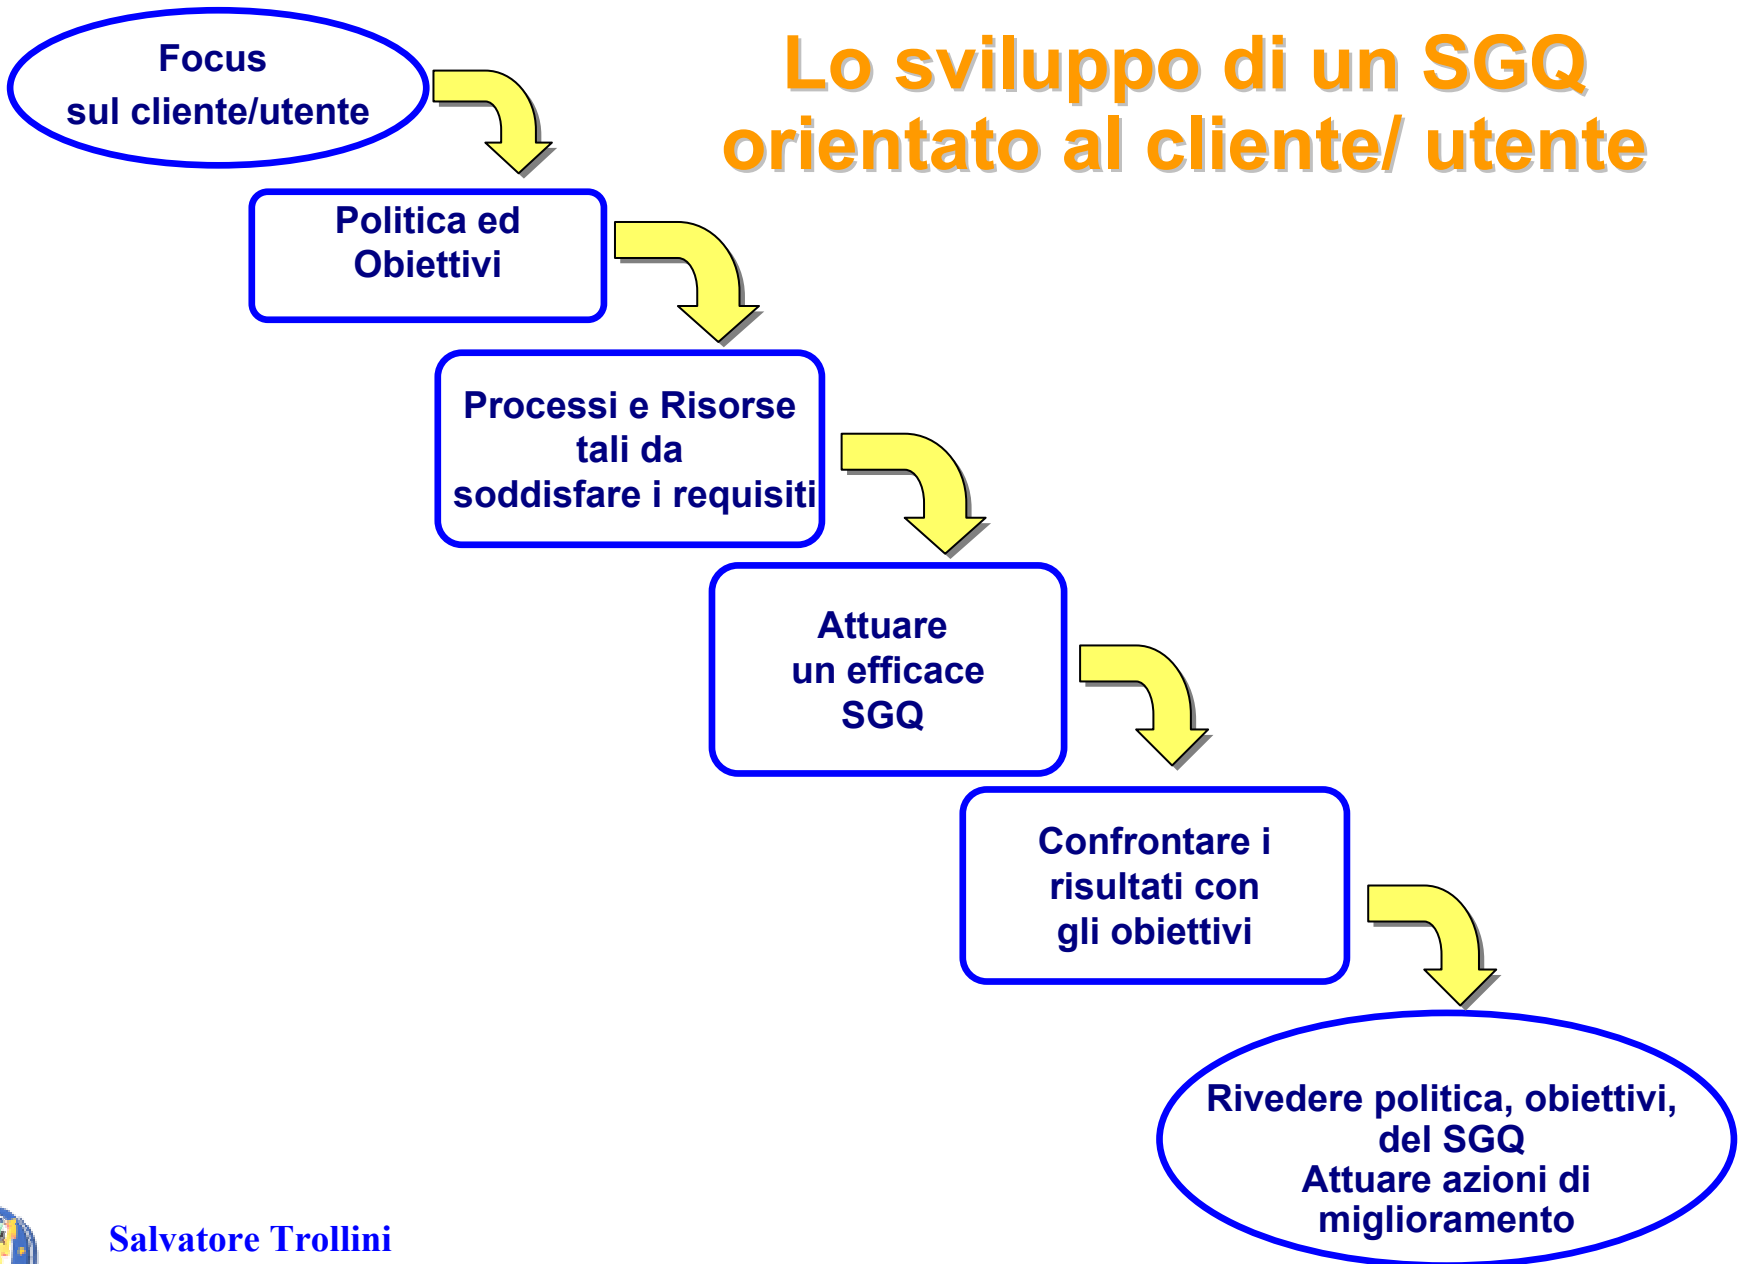 Lo sviluppo di un SGQ
orientato al cliente/ utente
Focus
sul cliente/utente
Politica ed
Obiettivi
Processi e Risorse
tali da
soddisfare i requisiti
Attuare
un efficace
SGQ
Confrontare i
risultati con
gli obiettivi
Rivedere politica, obiettivi,
del SGQ
Attuare azioni di
miglioramento
Salvatore Trollini